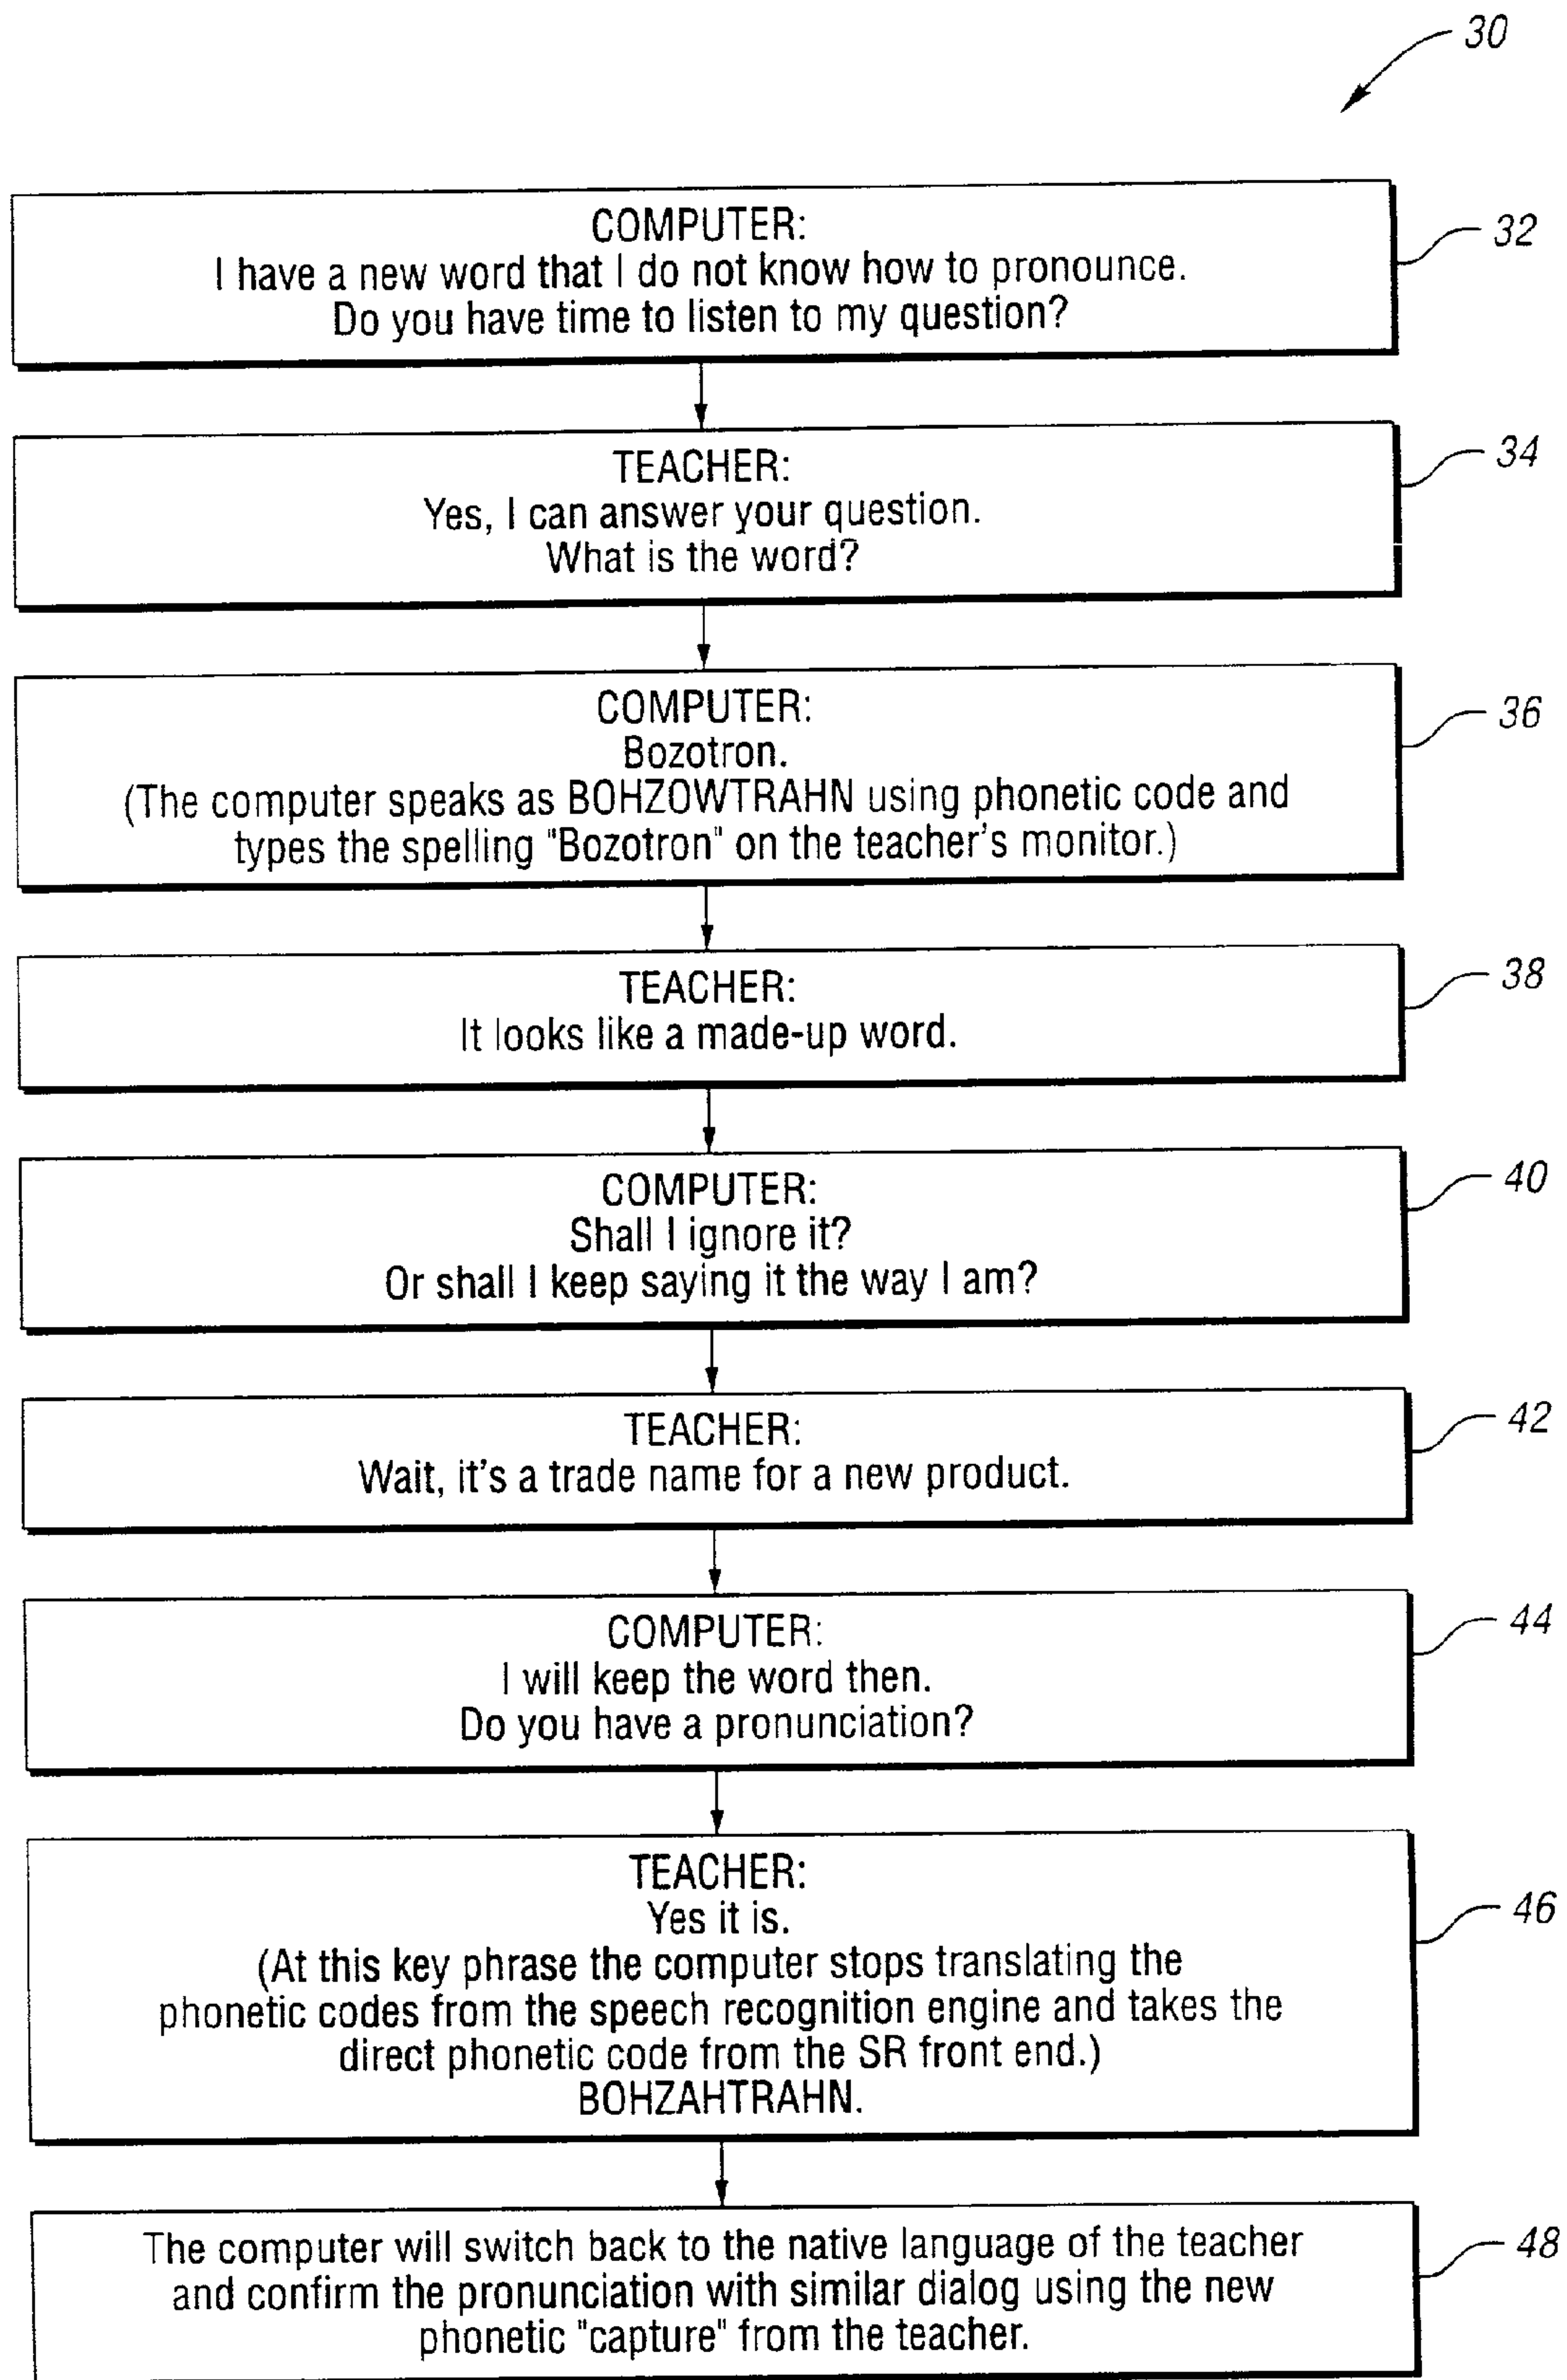 30
COMPUTER:
I have a new word that I do not know how to pronounce.
Do you have time to listen to my question?
32
TEACHER:
Yes, I can answer your question.
What is the word?
34
COMPUTER:
Bozotron.
(The computer speaks as BOHZOWTRAHN using phonetic code and
types the spelling "Bozotron" on the teacher's monitor.)
36
TEACHER:
It looks like a made-up word.
38
COMPUTER:
Shall I ignore it?
Or shall I keep saying it the way I am?
40
TEACHER:
Wait, it's a trade name for a new product.
42
COMPUTER:
I will keep the word then.
Do you have a pronunciation?
44
TEACHER:
Yes it is.
(At this key phrase the computer stops translating the
phonetic codes from the speech recognition engine and takes the
direct phonetic code from the SR front end.)
BOHZAHTRAHN.
46
The computer will switch back to the native language of the teacher
and confirm the pronunciation with similar dialog using the new
phonetic "capture" from the teacher.
48